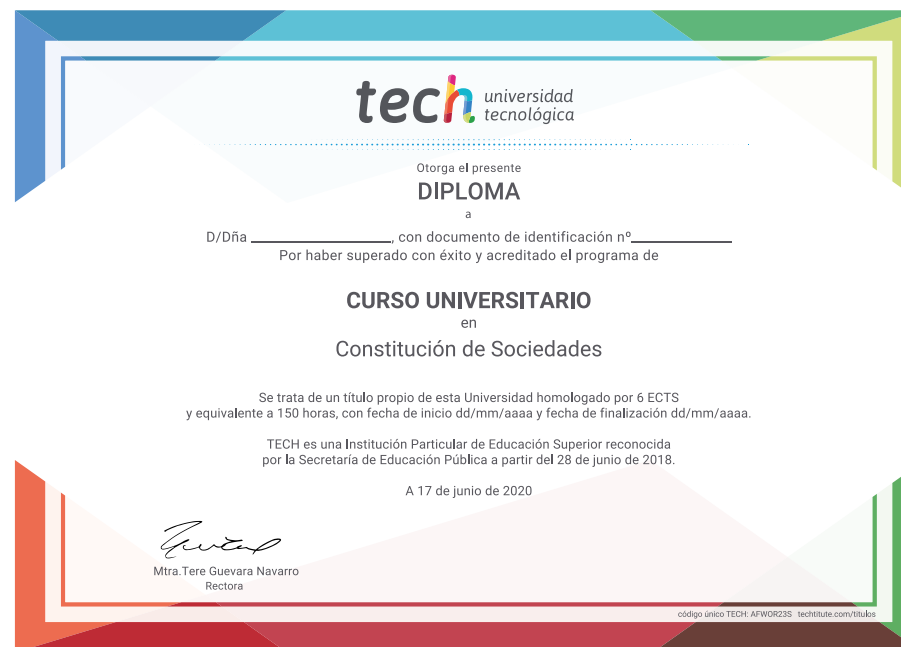 tech universidad
tecnológica
Otorga el presente
DIPLOMA
a
D/Dña ____________________, con documento de identificación nº______________
Por haber superado con éxito y acreditado el programa de
CURSO UNIVERSITARIO
en
Constitución de Sociedades
Se trata de un título propio de esta Universidad homologado por 6 ECTS
y equivalente a 150 horas, con fecha de inicio dd/mm/aaaa y fecha de finalización dd/mm/aaaa.
TECH es una Institución Particular de Educación Superior reconocida
por la Secretaría de Educación Pública a partir del 28 de junio de 2018.
A 17 de junio de 2020
Mtra.Tere Guevara Navarro
Rectora
código único TECH: AFWOR23S techtitute.com/titulos